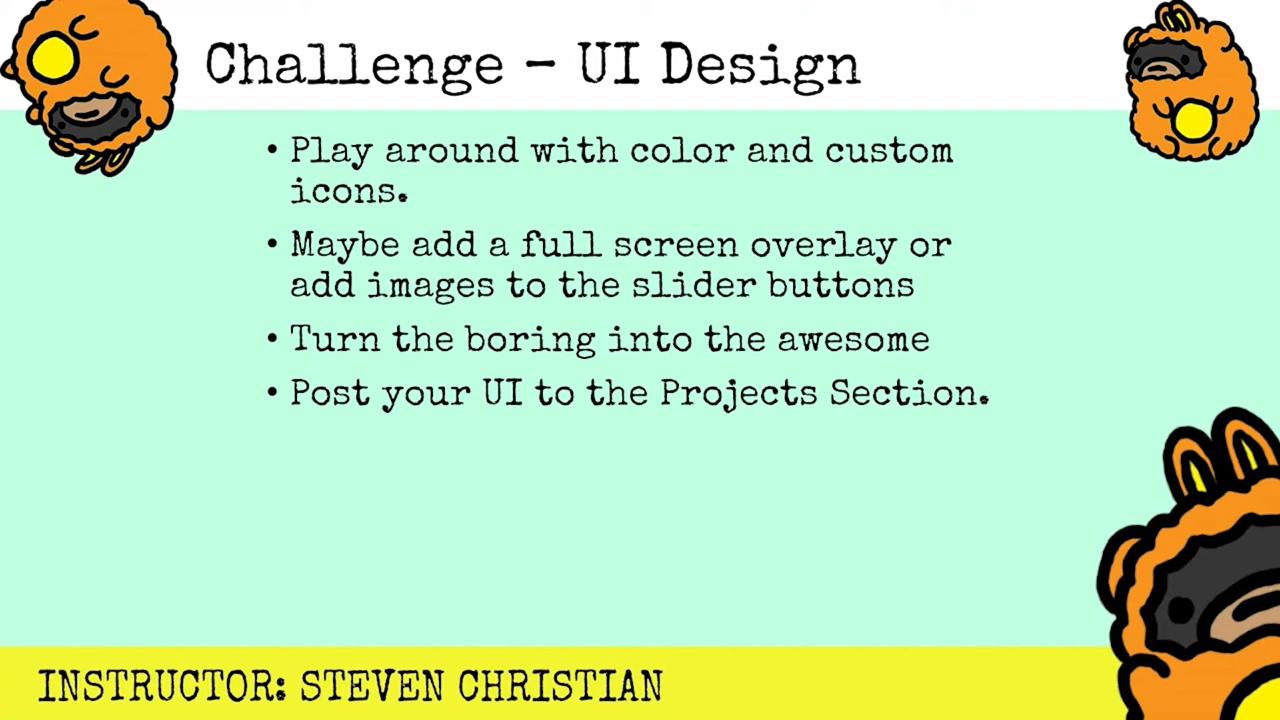 Challenge - UI Design
• Play around with color and custom
icons.
• Maybe add a full screen overlay or
add images to the slider buttons
• Turn the boring into the awesome
• Post your UI to the Projects Section.
INSTRUCTOR: STEVEN CHRISTIAN